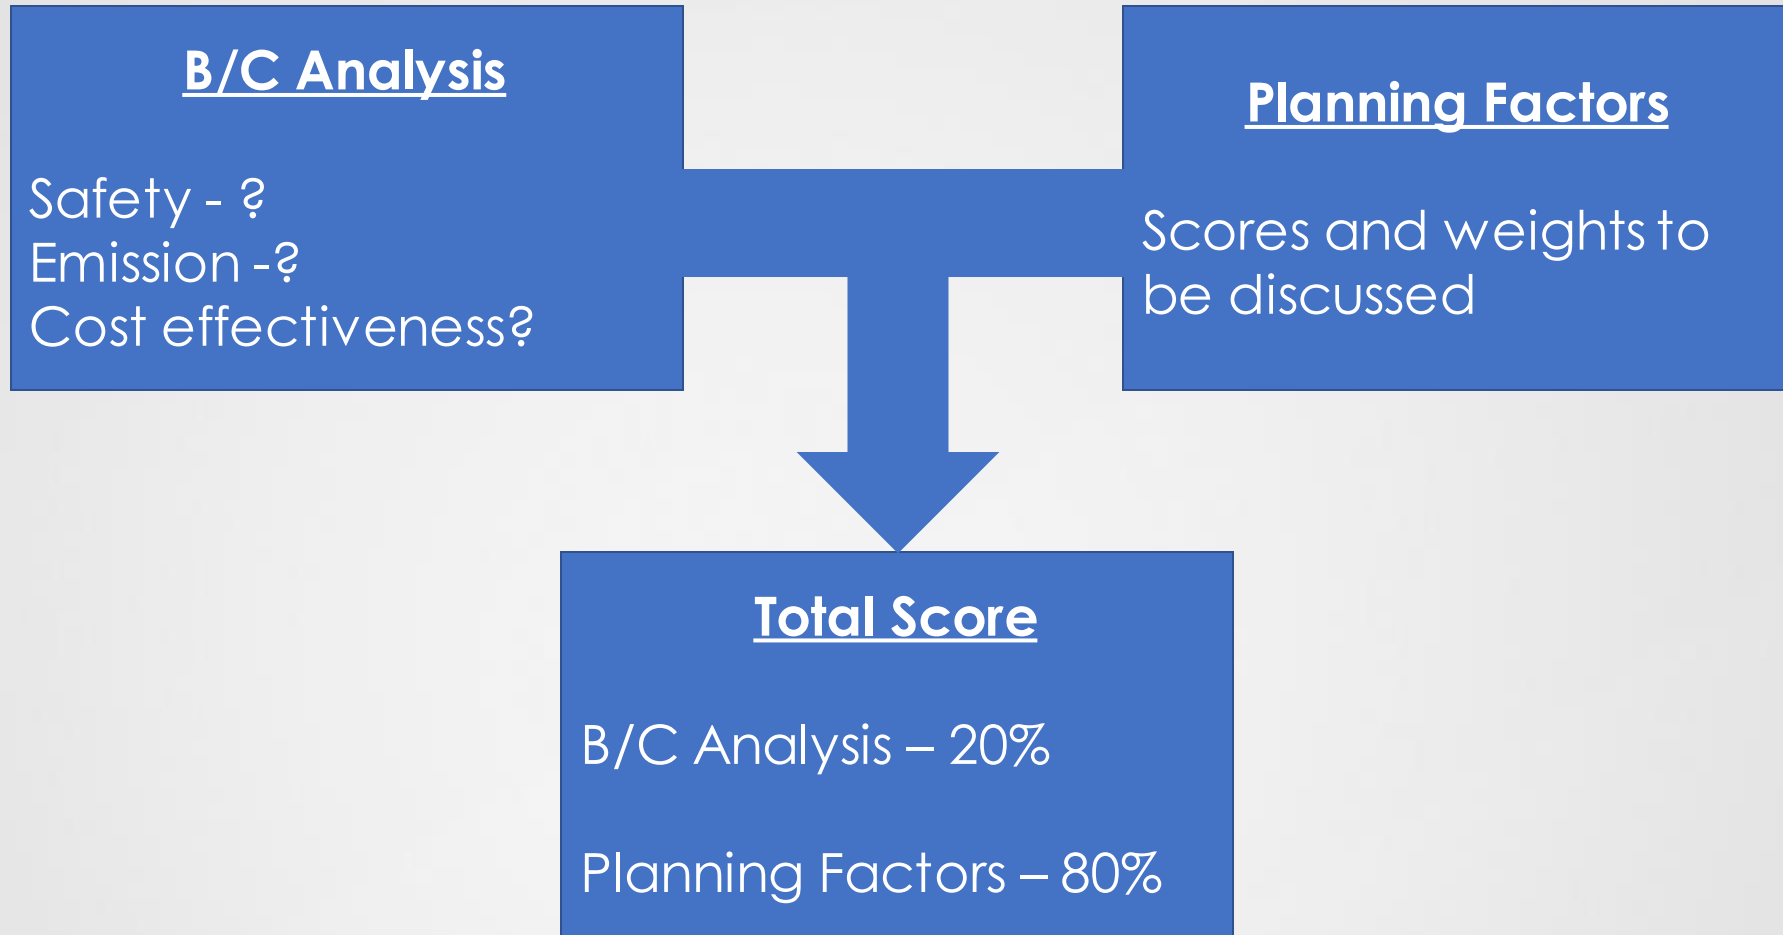 B/C Analysis
Safety - ?
Emission -?
Cost effectiveness?
Planning Factors
Scores and weights to
be discussed
Total Score
B/C Analysis – 20%
Planning Factors – 80%